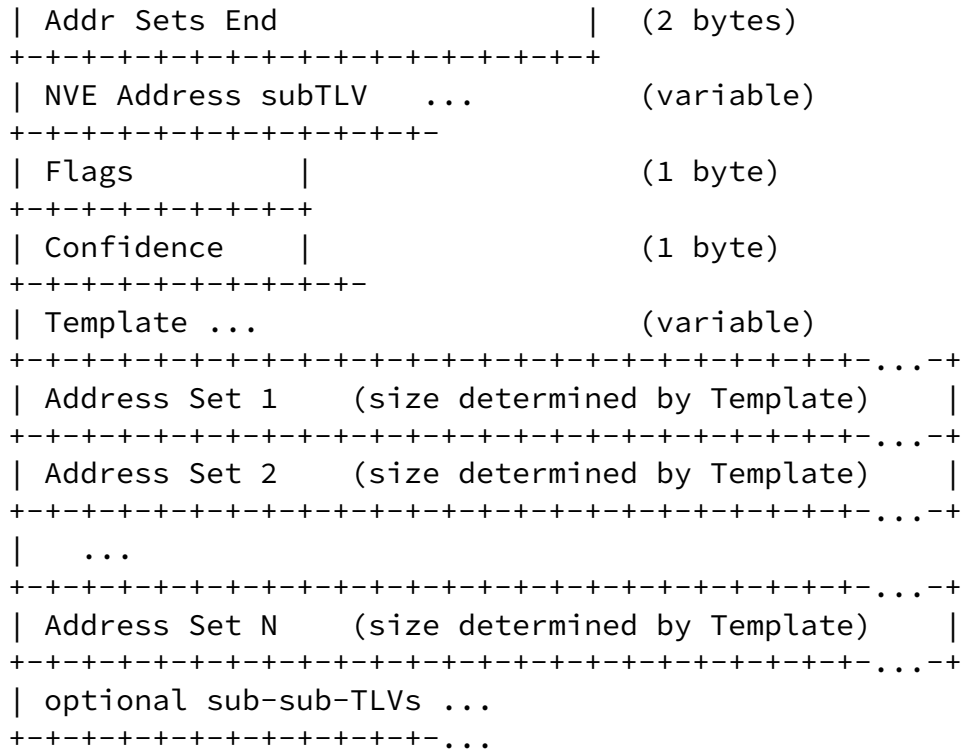 | Addr Sets End                  |  (2 bytes)
+-+-+-+-+-+-+-+-+-+-+-+-+-+-+-+-+
| NVE Address subTLV   ...         (variable)
+-+-+-+-+-+-+-+-+-+-+-+-
| Flags         |                  (1 byte)
+-+-+-+-+-+-+-+-+
| Confidence    |                  (1 byte)
+-+-+-+-+-+-+-+-+-+-
| Template ...                     (variable)
+-+-+-+-+-+-+-+-+-+-+-+-+-+-+-+-+-+-+-+-+-+-+-+-...-+
| Address Set 1    (size determined by Template)    |
+-+-+-+-+-+-+-+-+-+-+-+-+-+-+-+-+-+-+-+-+-+-+-+-...-+
| Address Set 2    (size determined by Template)    |
+-+-+-+-+-+-+-+-+-+-+-+-+-+-+-+-+-+-+-+-+-+-+-+-...-+
|   ...
+-+-+-+-+-+-+-+-+-+-+-+-+-+-+-+-+-+-+-+-+-+-+-+-...-+
| Address Set N    (size determined by Template)    |
+-+-+-+-+-+-+-+-+-+-+-+-+-+-+-+-+-+-+-+-+-+-+-+-...-+
| optional sub-sub-TLVs ...
+-+-+-+-+-+-+-+-+-+-+-+-...